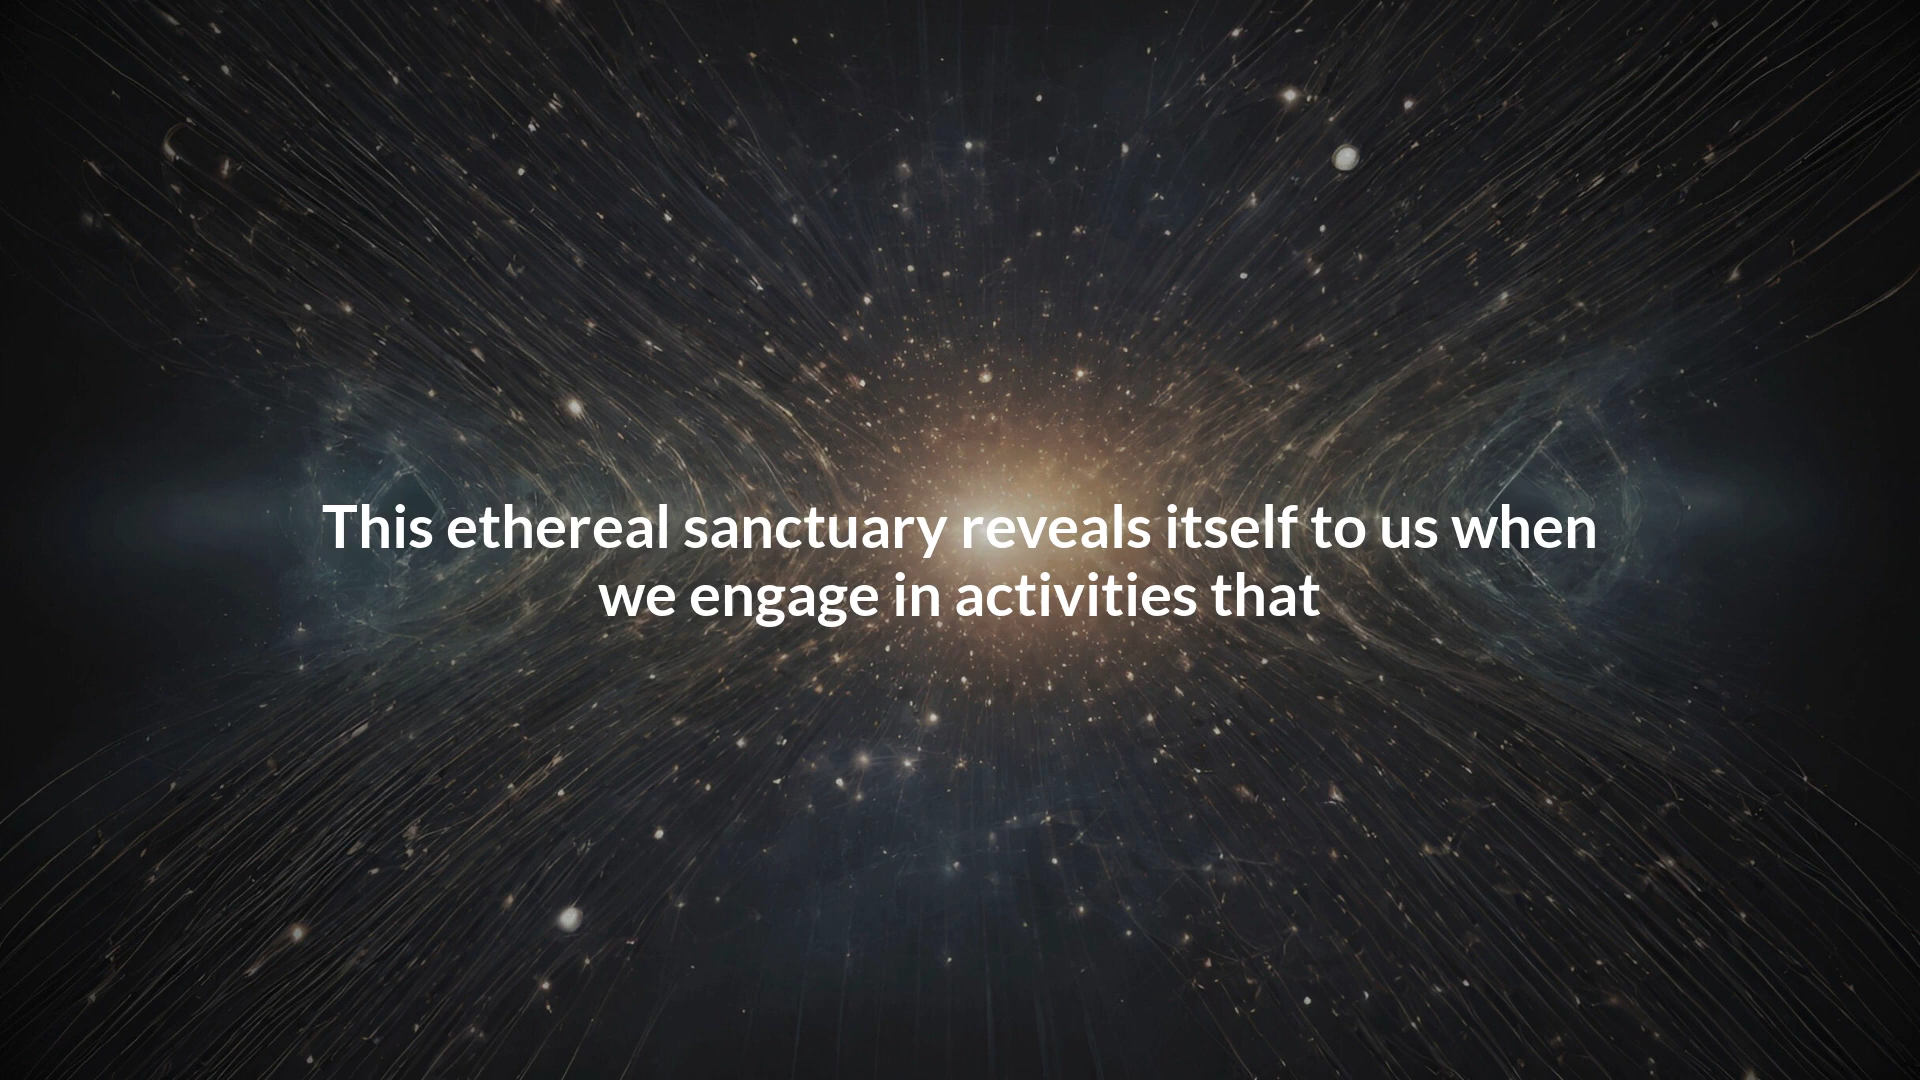 This ethereal sanctuary reveals itself to us when
we engage in activities that